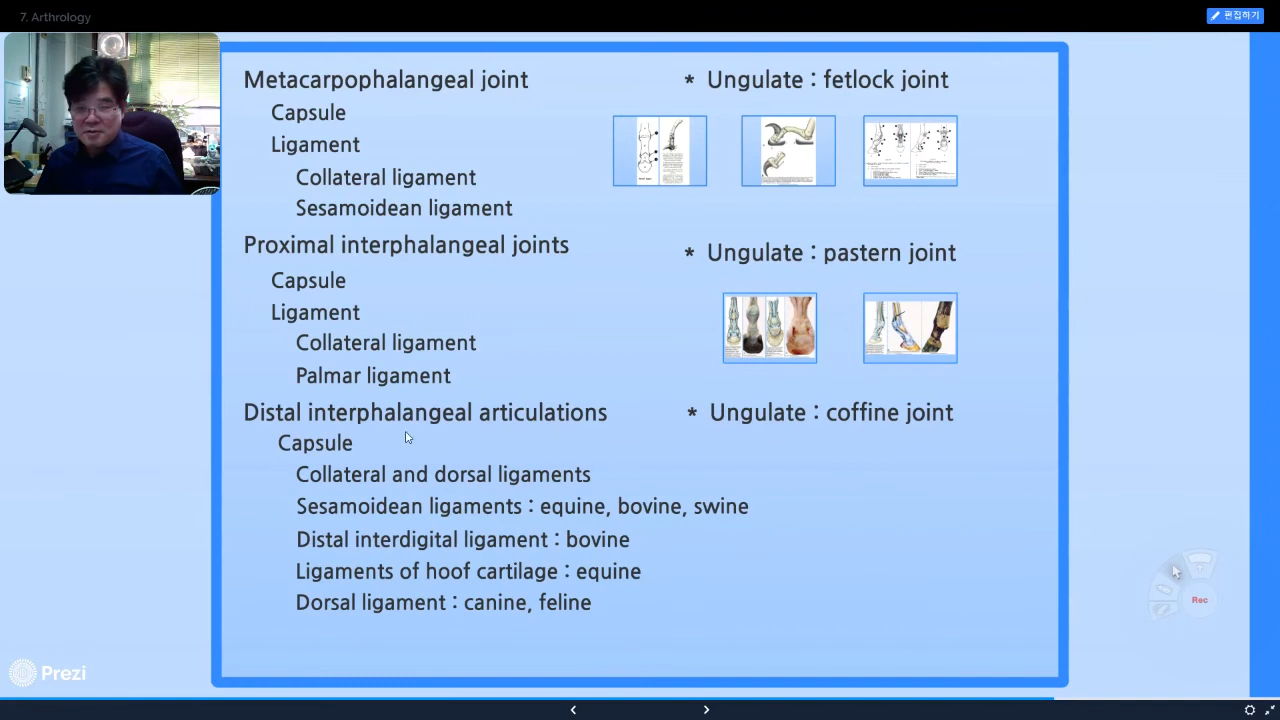 7. Arthrology
편집하기
Metacarpophalangeal joint
* Ungulate : fetlock joint
Capsule
Ligament
Collateral ligament
Sesamoidean ligament
Proximal interphalangeal joints
* Ungulate : pastern joint
Capsule
Ligament
Collateral ligament
Palmar ligament
Distal interphalangeal articulations
* Ungulate : coffine joint
Capsule
Collateral and dorsal ligaments
Sesamoidean ligaments : equine, bovine, swine
Distal interdigital ligament : bovine
Ligaments of hoof cartilage : equine
Dorsal ligament : canine, feline
Rec
Prezi